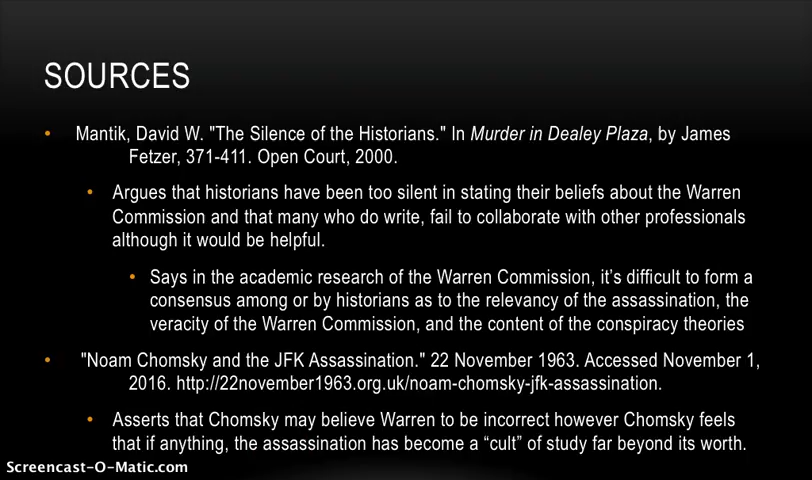 SOURCES
• Mantik, David W. "The Silence of the Historians." In Murder in Dealey Plaza, by James
Fetzer, 371-411. Open Court, 2000.
• Argues that historians have been too silent in stating their beliefs about the Warren
Commission and that many who do write, fail to collaborate with other professionals
although it would be helpful.
• Says in the academic research of the Warren Commission, it's difficult to form a
consensus among or by historians as to the relevancy of the assassination, the
veracity of the Warren Commission, and the content of the conspiracy theories
• "Noam Chomsky and the JFK Assassination." 22 November 1963. Accessed November 1,
2016. http://22november1963.org.uk/noam-chomsky-jfk-assassination.
• Asserts that Chomsky may believe Warren to be incorrect however Chomsky feels
that if anything, the assassination has become a “cult” of study far beyond its worth.
Screencast-O-Matic.com